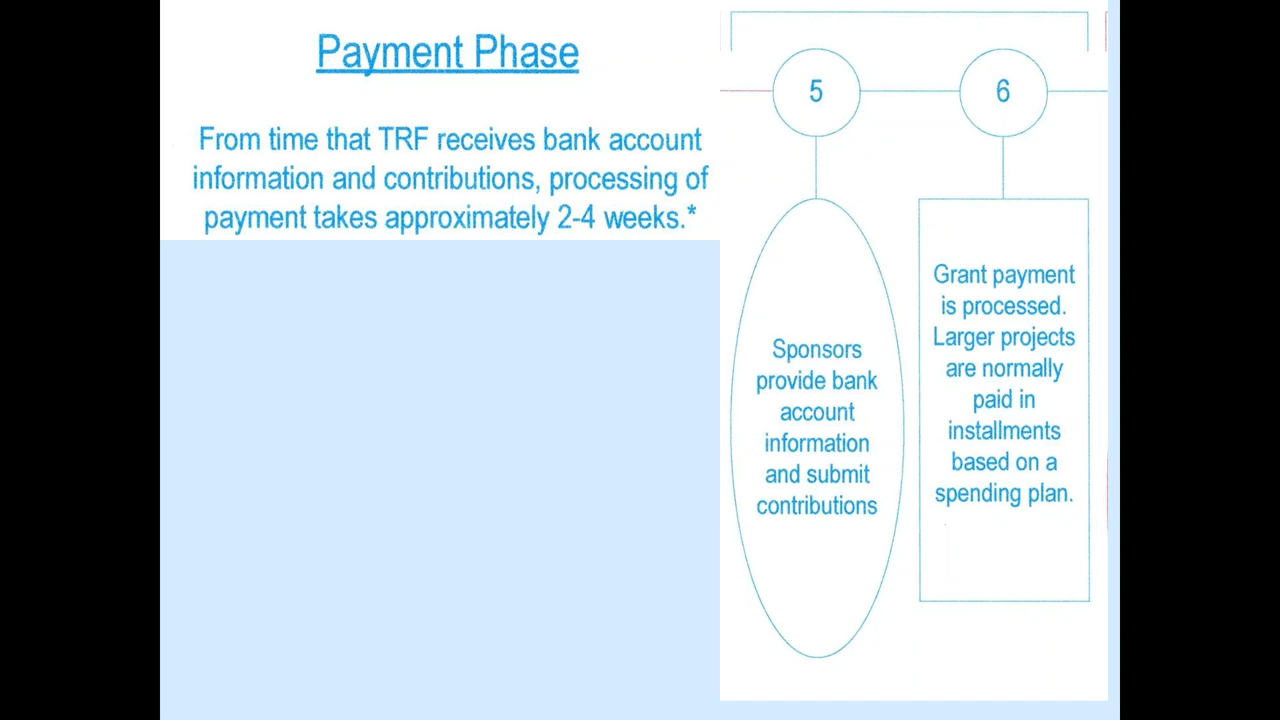 Payment Phase
From time that TRF receives bank account
information and contributions, processing of
payment takes approximately 2-4 weeks.*
5
6
Sponsors
provide bank
account
information
and submit
contributions
Grant payment
is processed.
Larger projects
are normally
paid in
installments
based on a
spending plan.